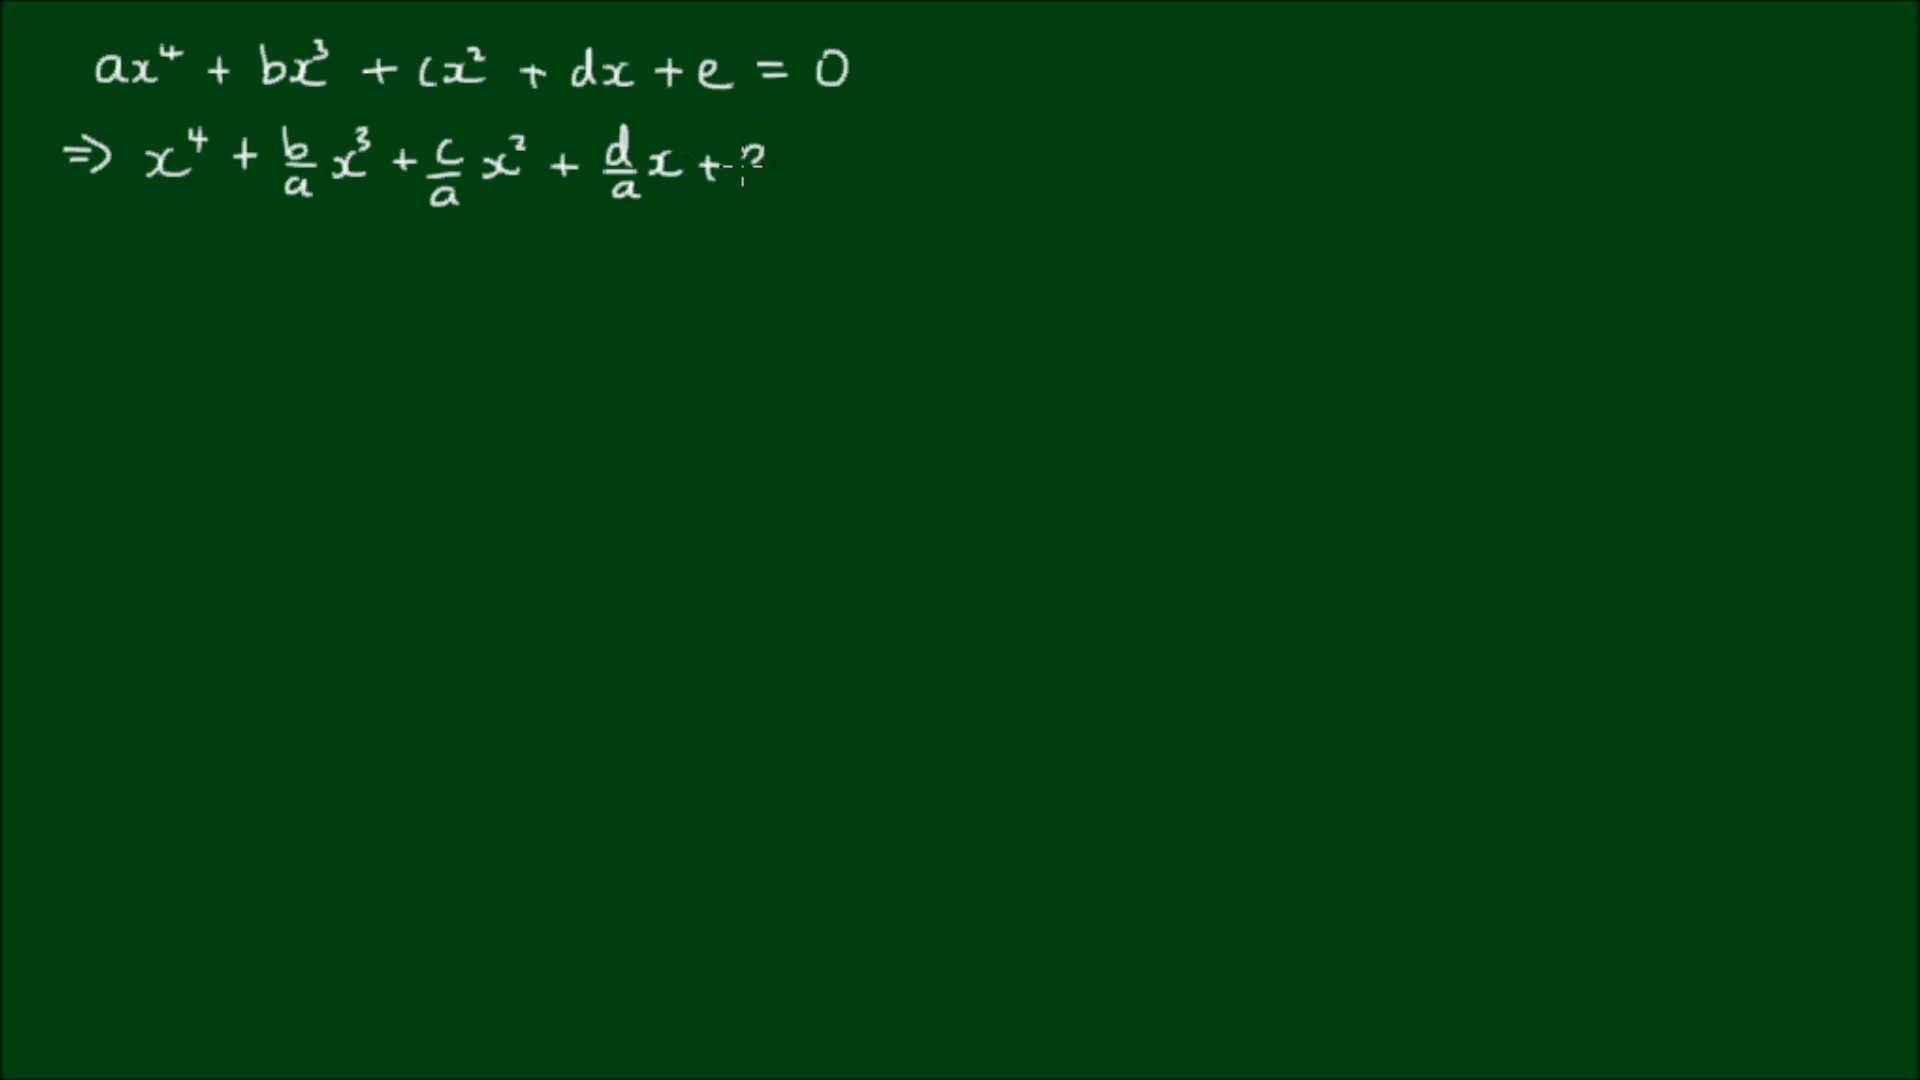 ax⁴ + bx³ + cx² + dx + e = 0
⇒ x⁴ + b/a x³ + c/a x² + d/a x +